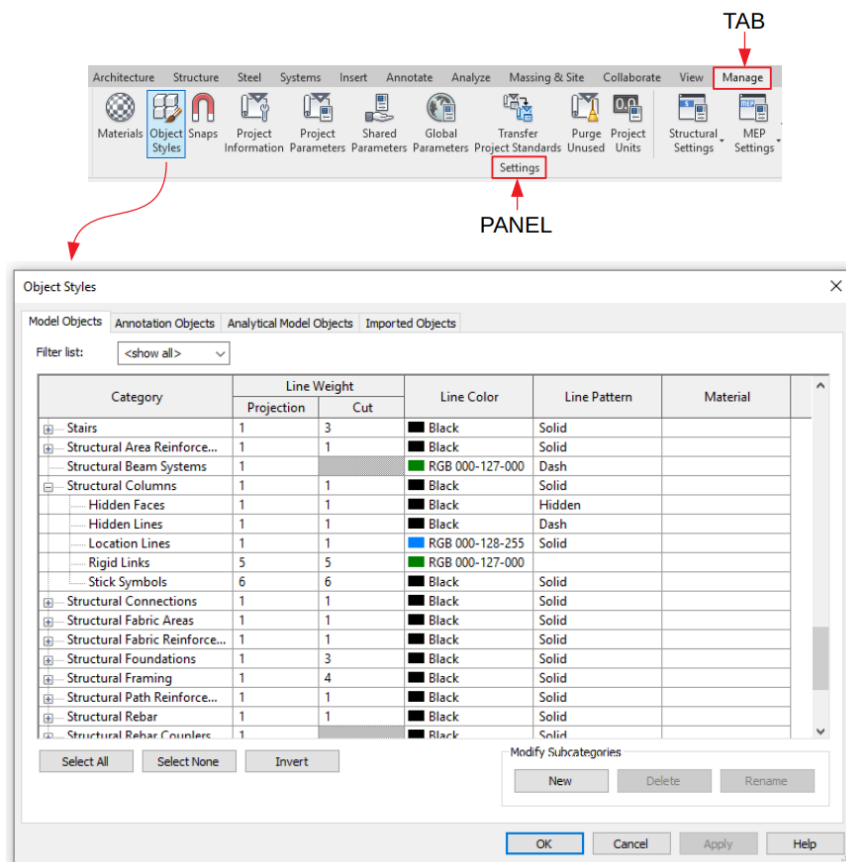 TAB
Architecture Structure Steel Systems Insert Annotate Analyze Massing & Site Collaborate View Manage
Materials Object Styles Snaps Project Information Project Parameters Shared Parameters Global Parameters Transfer Project Standards Purge Unused Project Units Structural Settings MEP Settings
Settings
PANEL
Object Styles
Model Objects Annotation Objects Analytical Model Objects Imported Objects
Filter list: <show all>
Category Line Weight Line Color Line Pattern Material
Projection Cut
Stairs 1 3 Black Solid
Structural Area Reinforce... 1 1 Black Solid
Structural Beam Systems 1 RGB 000-127-000 Dash
Structural Columns 1 1 Black Solid
Hidden Faces 1 1 Black Hidden
Hidden Lines 1 1 Black Dash
Location Lines 1 1 RGB 000-128-255 Solid
Rigid Links 5 5 RGB 000-127-000
Stick Symbols 6 6 Black Solid
Structural Connections 1 1 Black Solid
Structural Fabric Areas 1 1 Black Solid
Structural Fabric Reinforce... 1 1 Black Solid
Structural Foundations 1 3 Black Solid
Structural Framing 1 4 Black Solid
Structural Path Reinforce... 1 1 Black Solid
Structural Rebar 1 1 Black Solid
Structural Rebar Couplers 1 Black Solid
Select All Select None Invert
Modify Subcategories
New Delete Rename
OK Cancel Apply Help